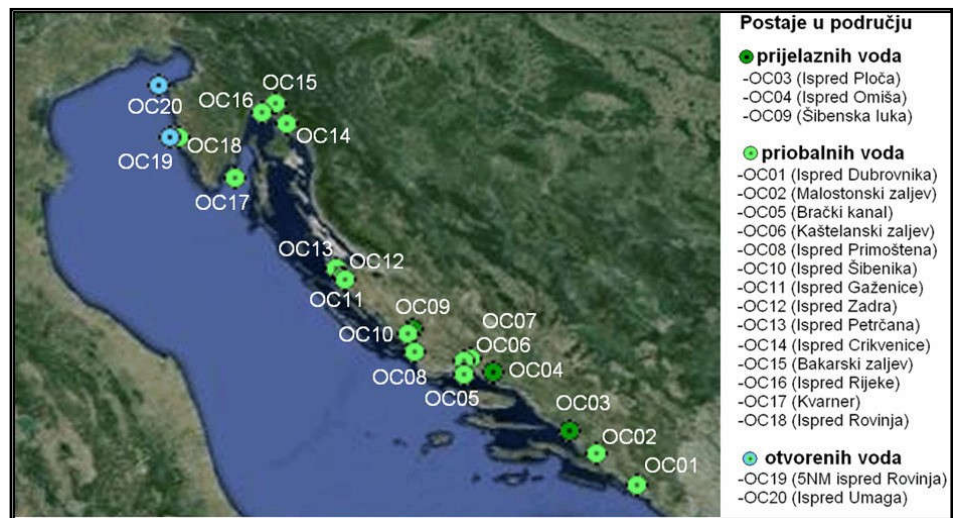 OC15
OC16
OC20
OC14
OC18
OC19
OC17
OC13
OC12
OC11
OC09
OC07
OC10
OC06
OC04
OC08
OC05
OC03
OC02
OC01
Postaje u području
prijelaznih voda
-OC03 (Ispred Ploča)
-OC04 (Ispred Omiša)
-OC09 (Šibenska luka)
priobalnih voda
-OC01 (Ispred Dubrovnika)
-OC02 (Malostonski zaljev)
-OC05 (Brački kanal)
-OC06 (Kaštelanski zaljev)
-OC08 (Ispred Primoštena)
-OC10 (Ispred Šibenika)
-OC11 (Ispred Gaženice)
-OC12 (Ispred Zadra)
-OC13 (Ispred Petrčana)
-OC14 (Ispred Crikvenice)
-OC15 (Bakarski zaljev)
-OC16 (Ispred Rijeke)
-OC17 (Kvarner)
-OC18 (Ispred Rovinja)
otvorenih voda
-OC19 (5NM ispred Rovinja)
-OC20 (Ispred Umaga)